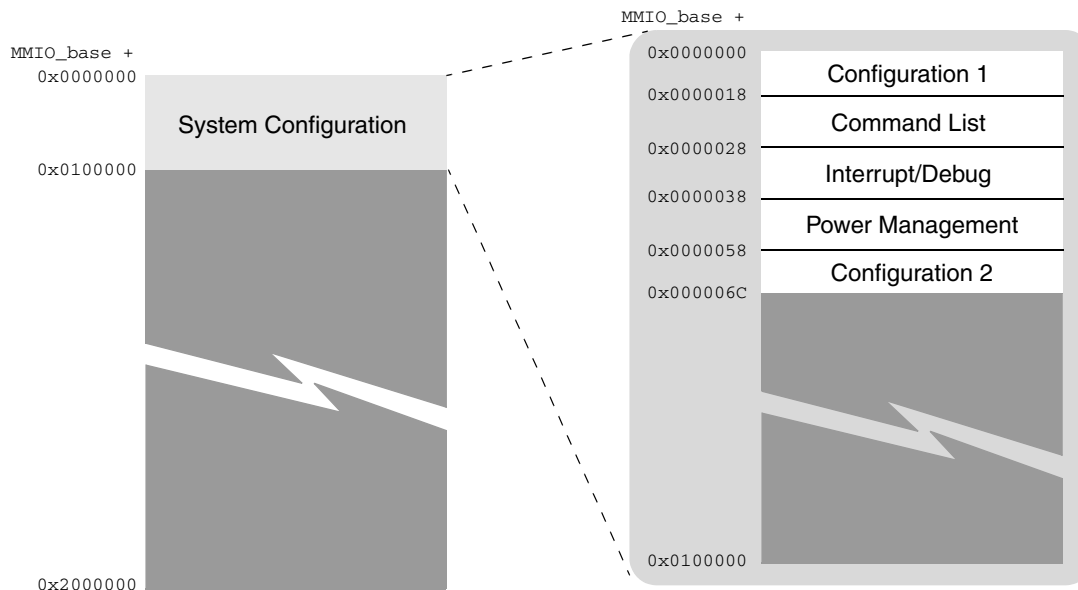 MMIO_base +
0x0000000
System Configuration
0x0100000
0x2000000
MMIO_base +
0x0000000
Configuration 1
0x0000018
Command List
0x0000028
Interrupt/Debug
0x0000038
Power Management
0x0000058
Configuration 2
0x000006C
0x0100000